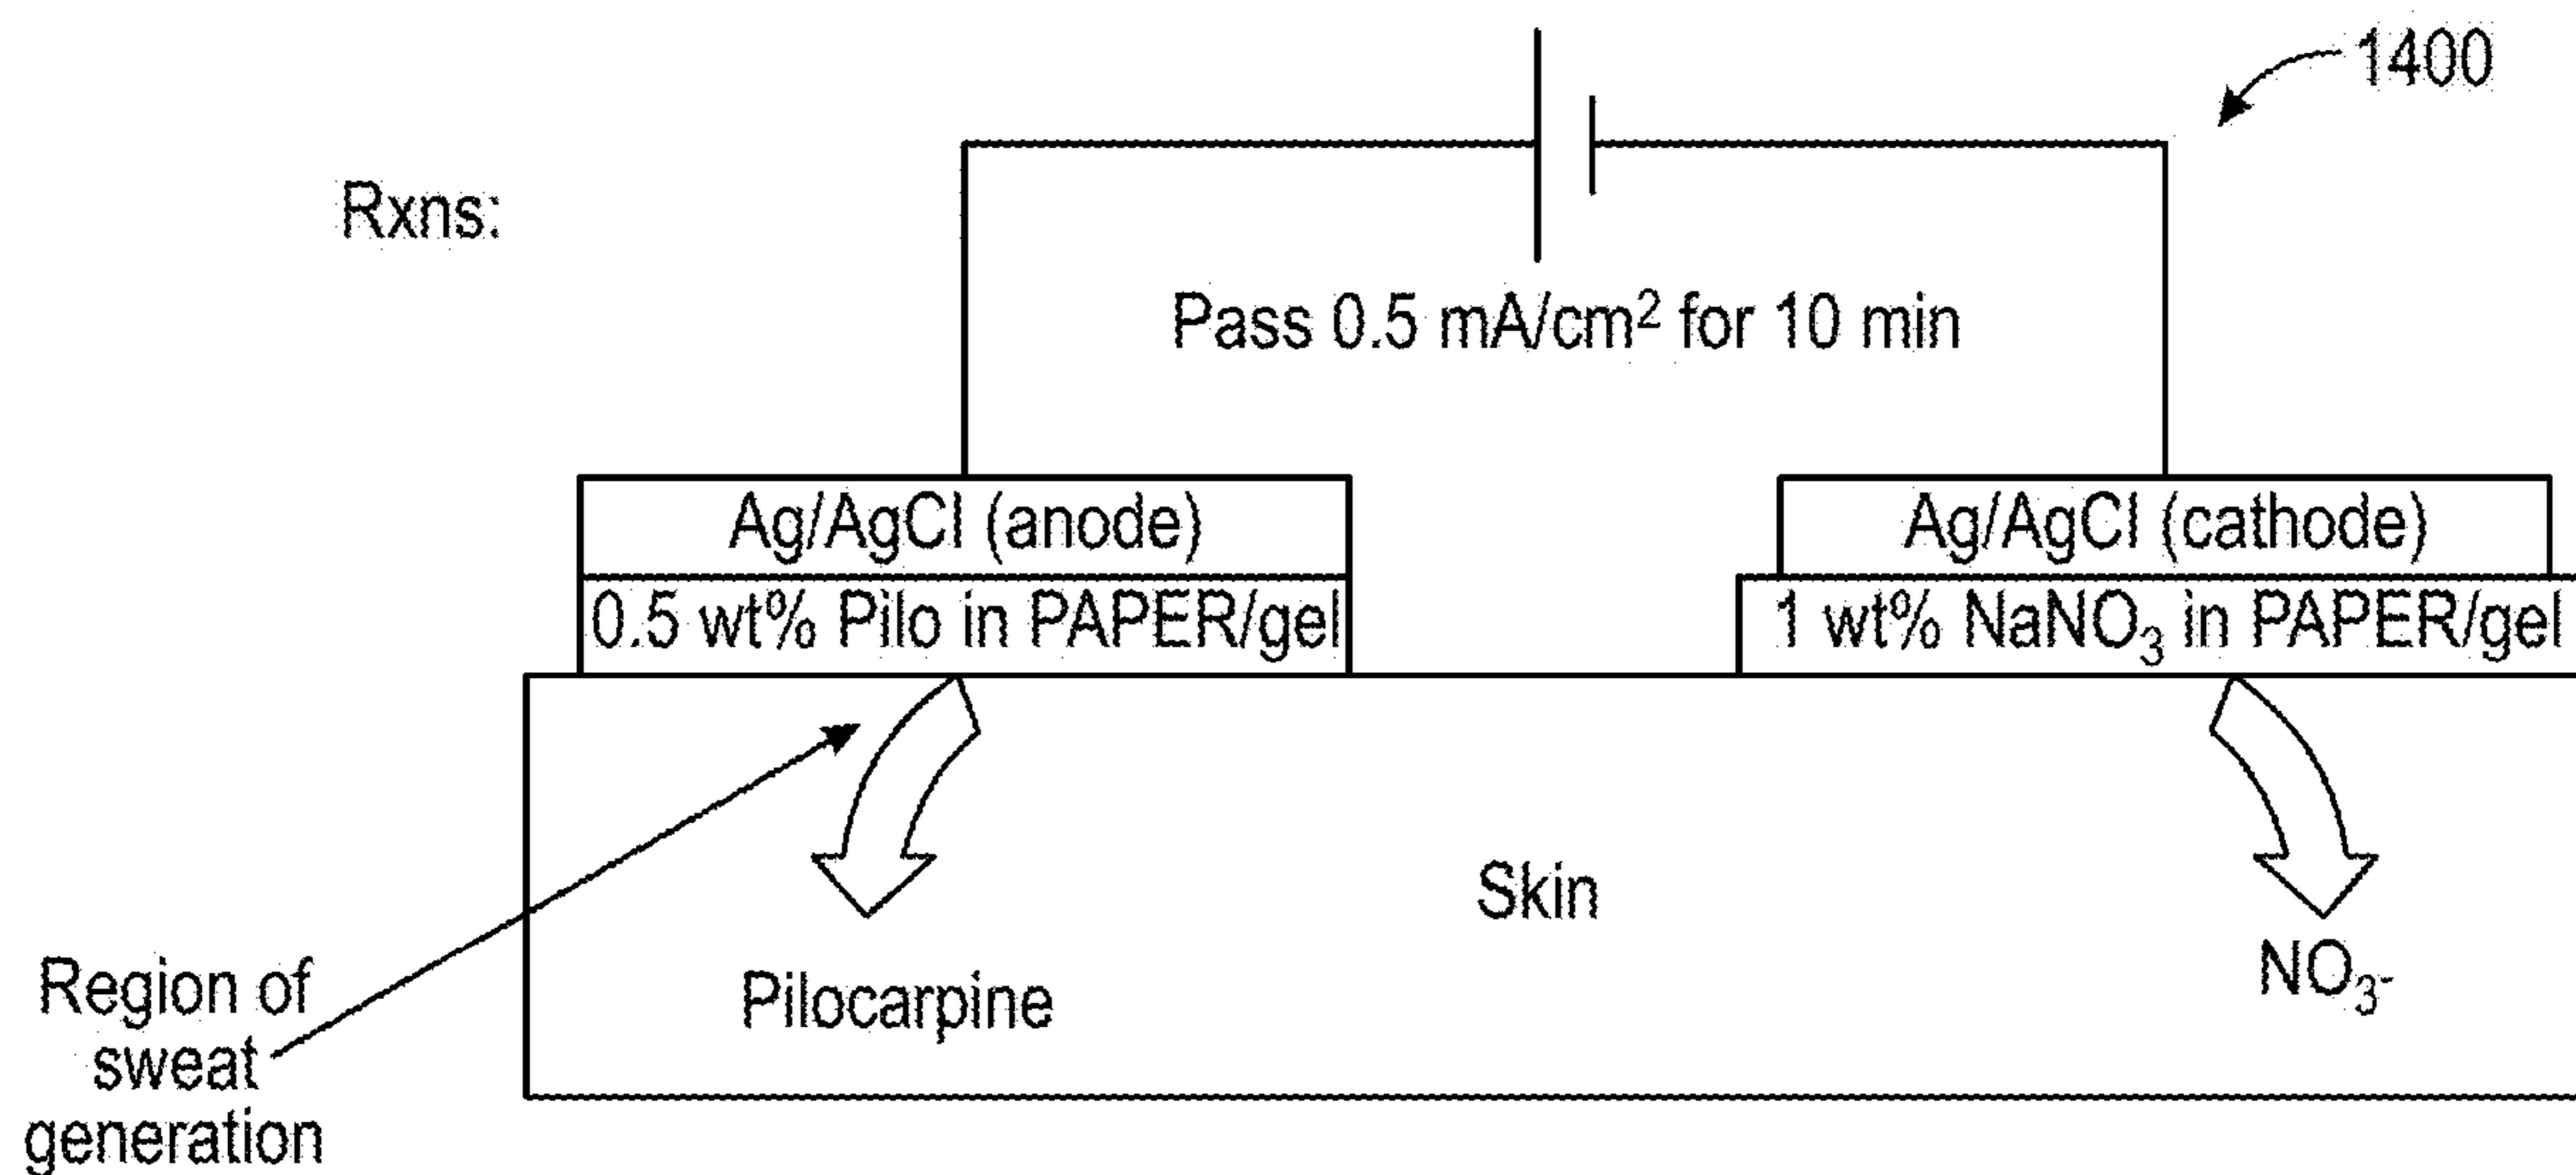 1400
Rxns:
Pass 0.5 mA/cm² for 10 min
Ag/AgCl (anode)
Ag/AgCl (cathode)
0.5 wt% Pilo in PAPER/gel
1 wt% NaNO₃ in PAPER/gel
Skin
Region of
sweat
generation
Pilocarpine
NO₃-